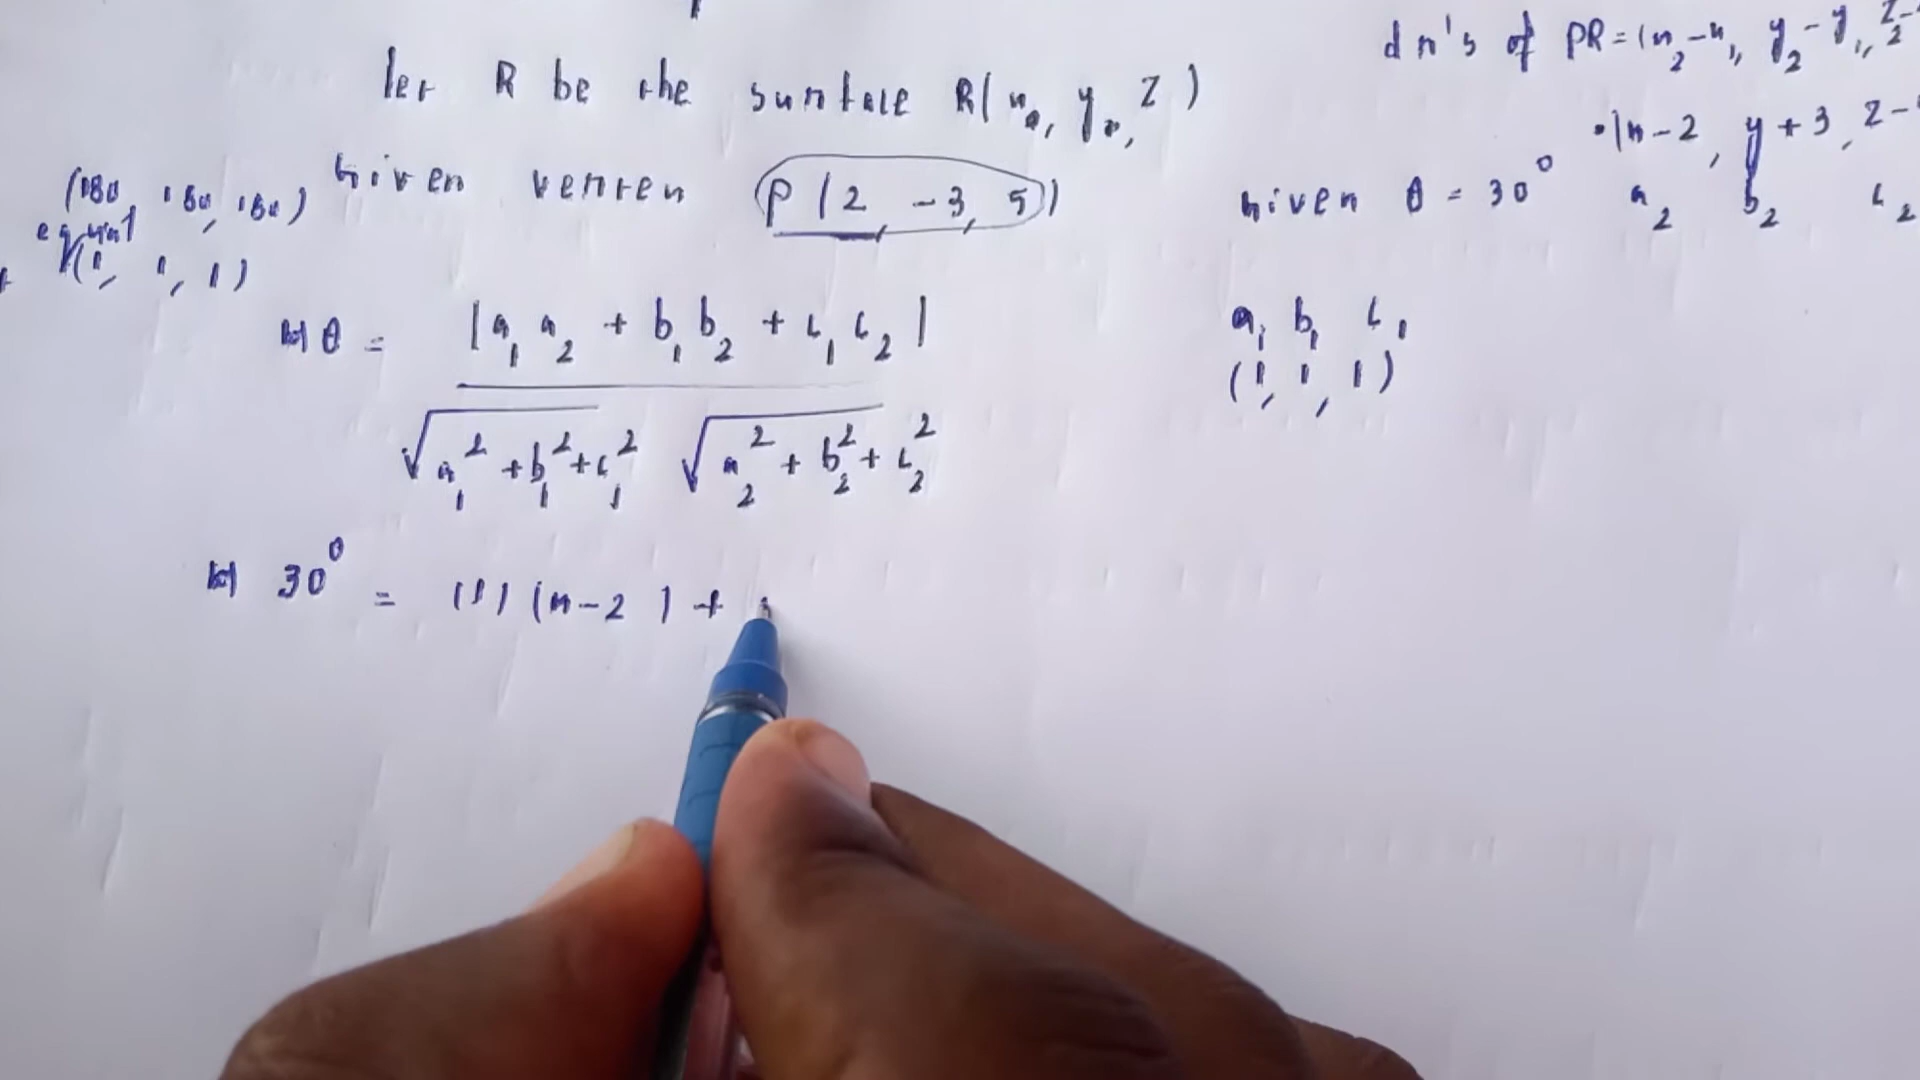 let R be the surface R(x, y, z)
Given vertex P(2, -3, 5)
(180, 180, 180)
equal
(1, 1, 1)
cos θ = |a₁a₂ + b₁b₂ + c₁c₂|
√a₁² + b₁² + c₁² √a₂² + b₂² + c₂²
cos 30° = (1)(x-2) +
dr's of PR = (x₂-x₁, y₂-y₁, z₂-
(x-2, y+3, z-
Given θ = 30°
a₂ b₂ c₂
a₁ b₁ c₁
(1, 1, 1)